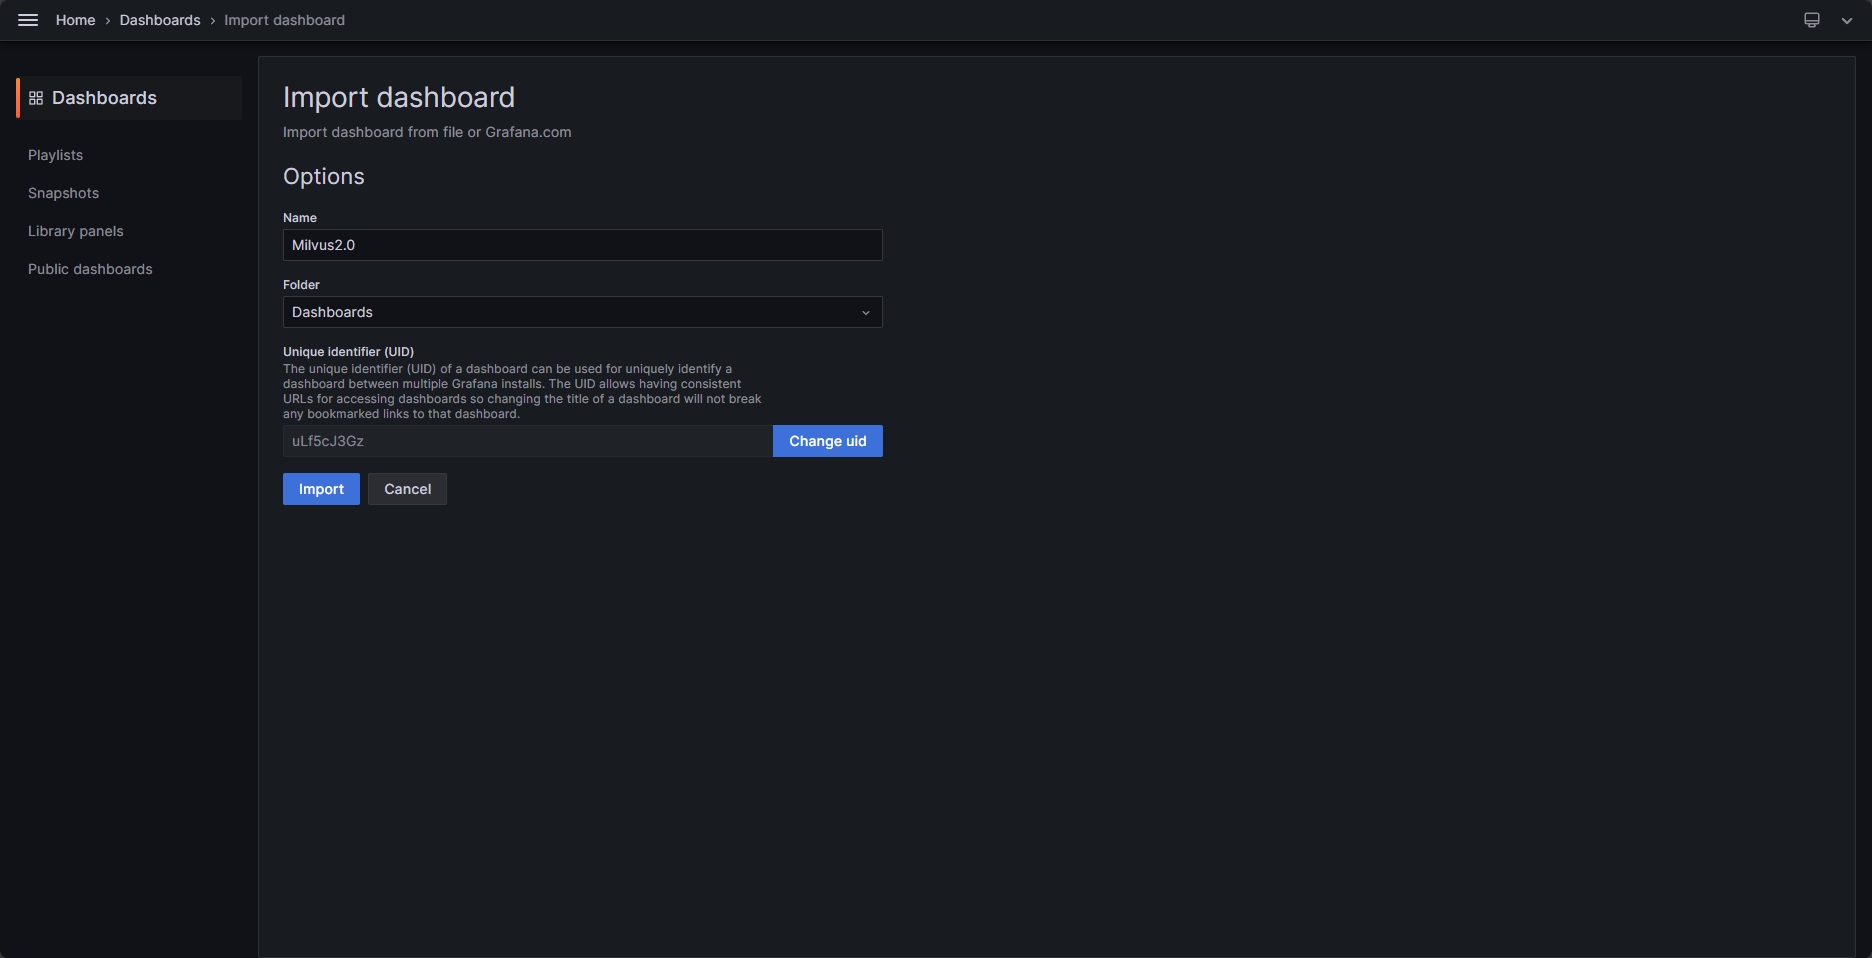 Home › Dashboards › Import dashboard
Dashboards
Playlists
Snapshots
Library panels
Public dashboards
Import dashboard
Import dashboard from file or Grafana.com
Options
Name
Milvus2.0
Folder
Dashboards
Unique identifier (UID)
The unique identifier (UID) of a dashboard can be used for uniquely identify a
dashboard between multiple Grafana installs. The UID allows having consistent
URLs for accessing dashboards so changing the title of a dashboard will not break
any bookmarked links to that dashboard.
uLf5cJ3Gz Change uid
Import Cancel